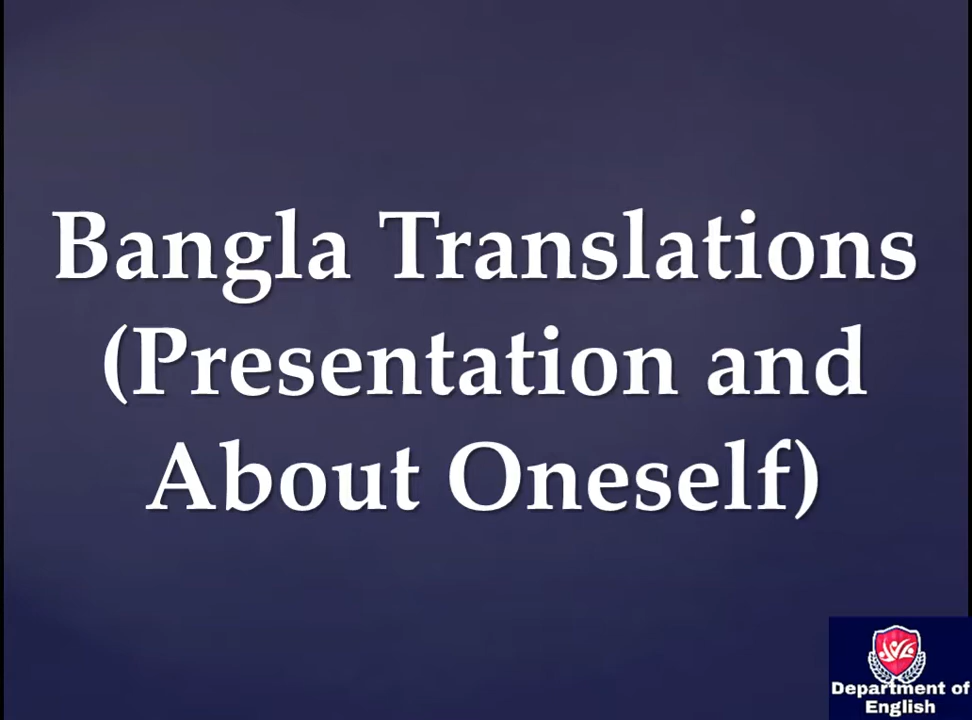 Bangla Translations
(Presentation and
About Oneself)
Department of
English